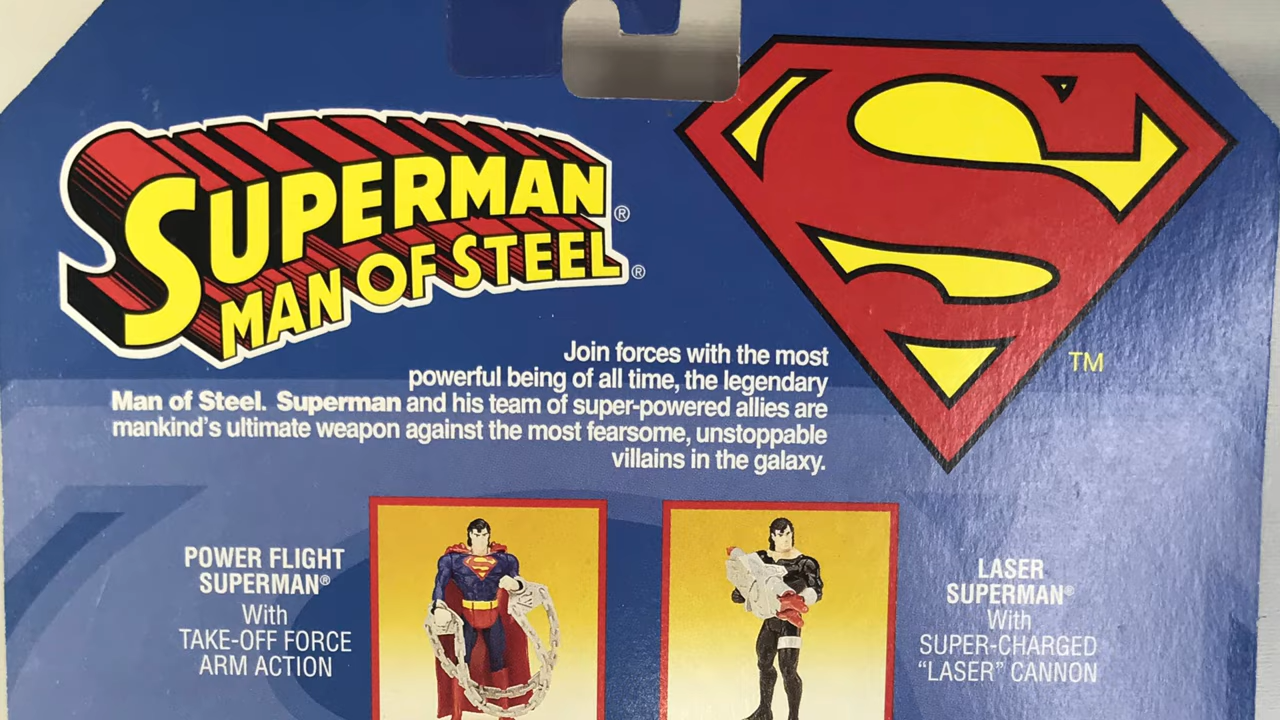 SUPERMAN®
MAN OF STEEL®
TM
Join forces with the most
powerful being of all time, the legendary
Man of Steel. Superman and his team of super-powered allies are
mankind's ultimate weapon against the most fearsome, unstoppable
villains in the galaxy.
POWER FLIGHT
SUPERMAN®
With
TAKE-OFF FORCE
ARM ACTION
LASER
SUPERMAN®
With
SUPER-CHARGED
“LASER” CANNON